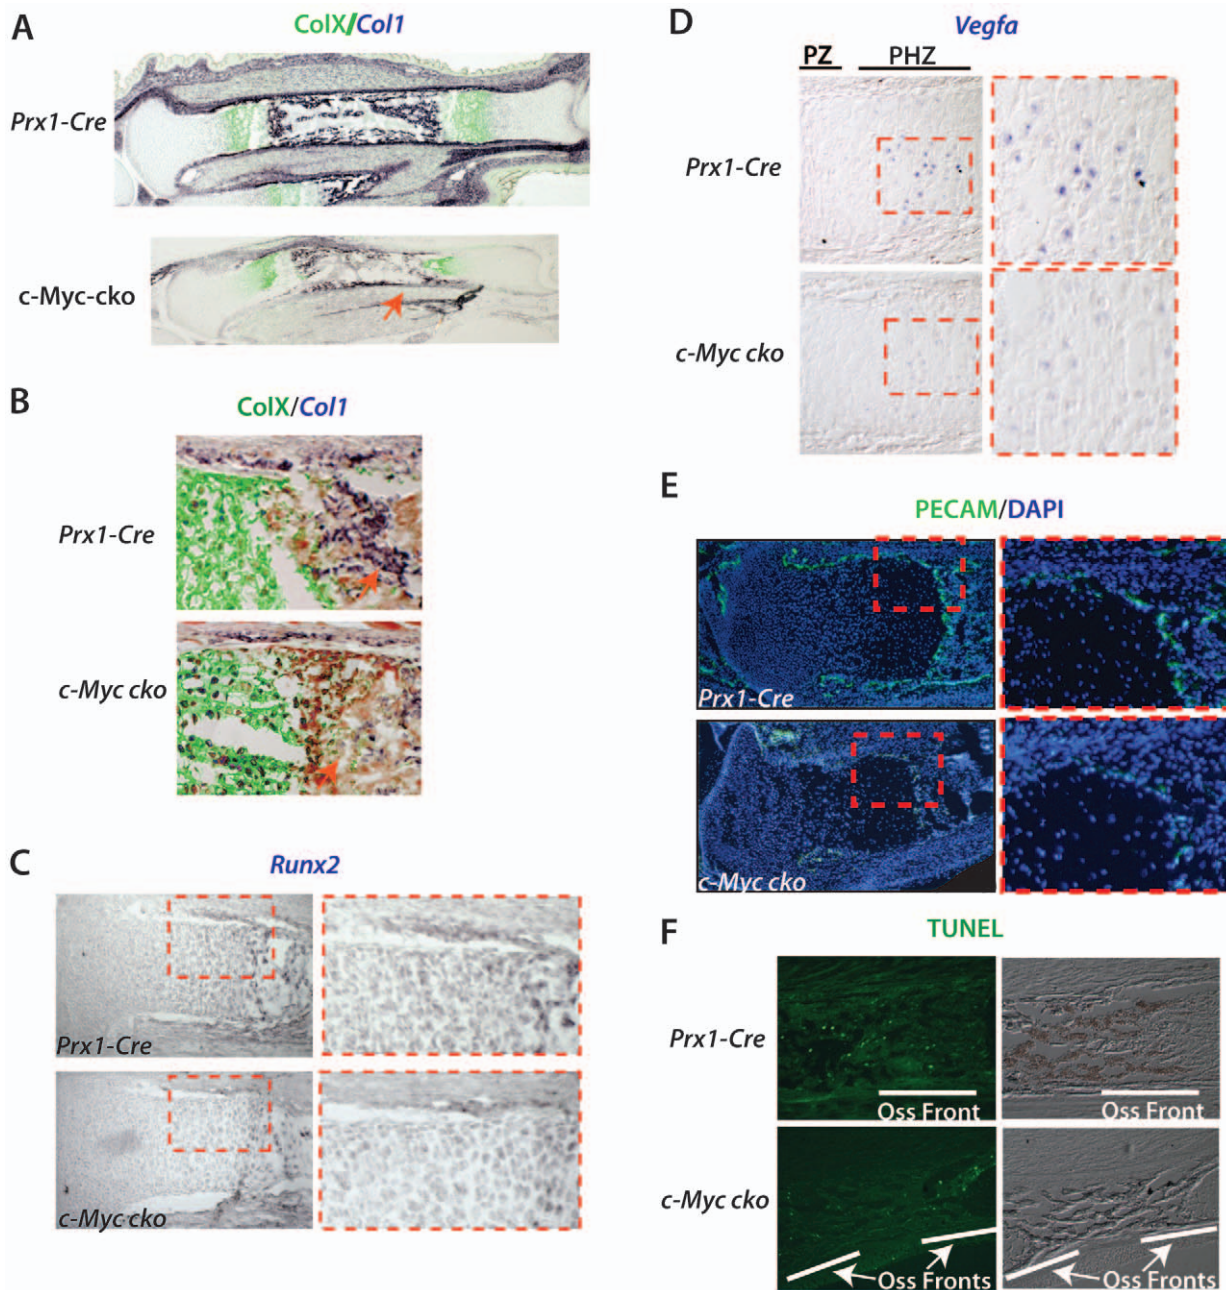 A
ColX/Col1
Prx1-Cre
c-Myc-cko
B
ColX/Col1
Prx1-Cre
c-Myc cko
C
Runx2
Prx1-Cre
c-Myc cko
D
Vegfa
PZ PHZ
Prx1-Cre
c-Myc cko
E
PECAM/DAPI
Prx1-Cre
c-Myc cko
F
TUNEL
Prx1-Cre
Oss Front Oss Front
c-Myc cko
Oss Fronts Oss Fronts